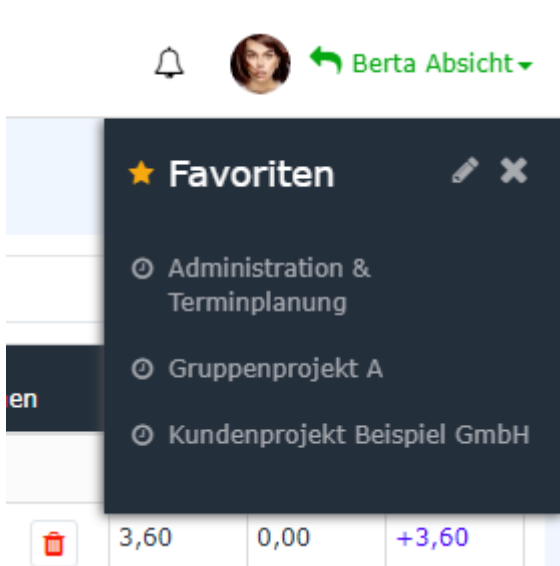 Berta Absicht
Favoriten
Administration &
Terminplanung
Gruppenprojekt A
en
Kundenprojekt Beispiel GmbH
3,60 0,00 +3,60